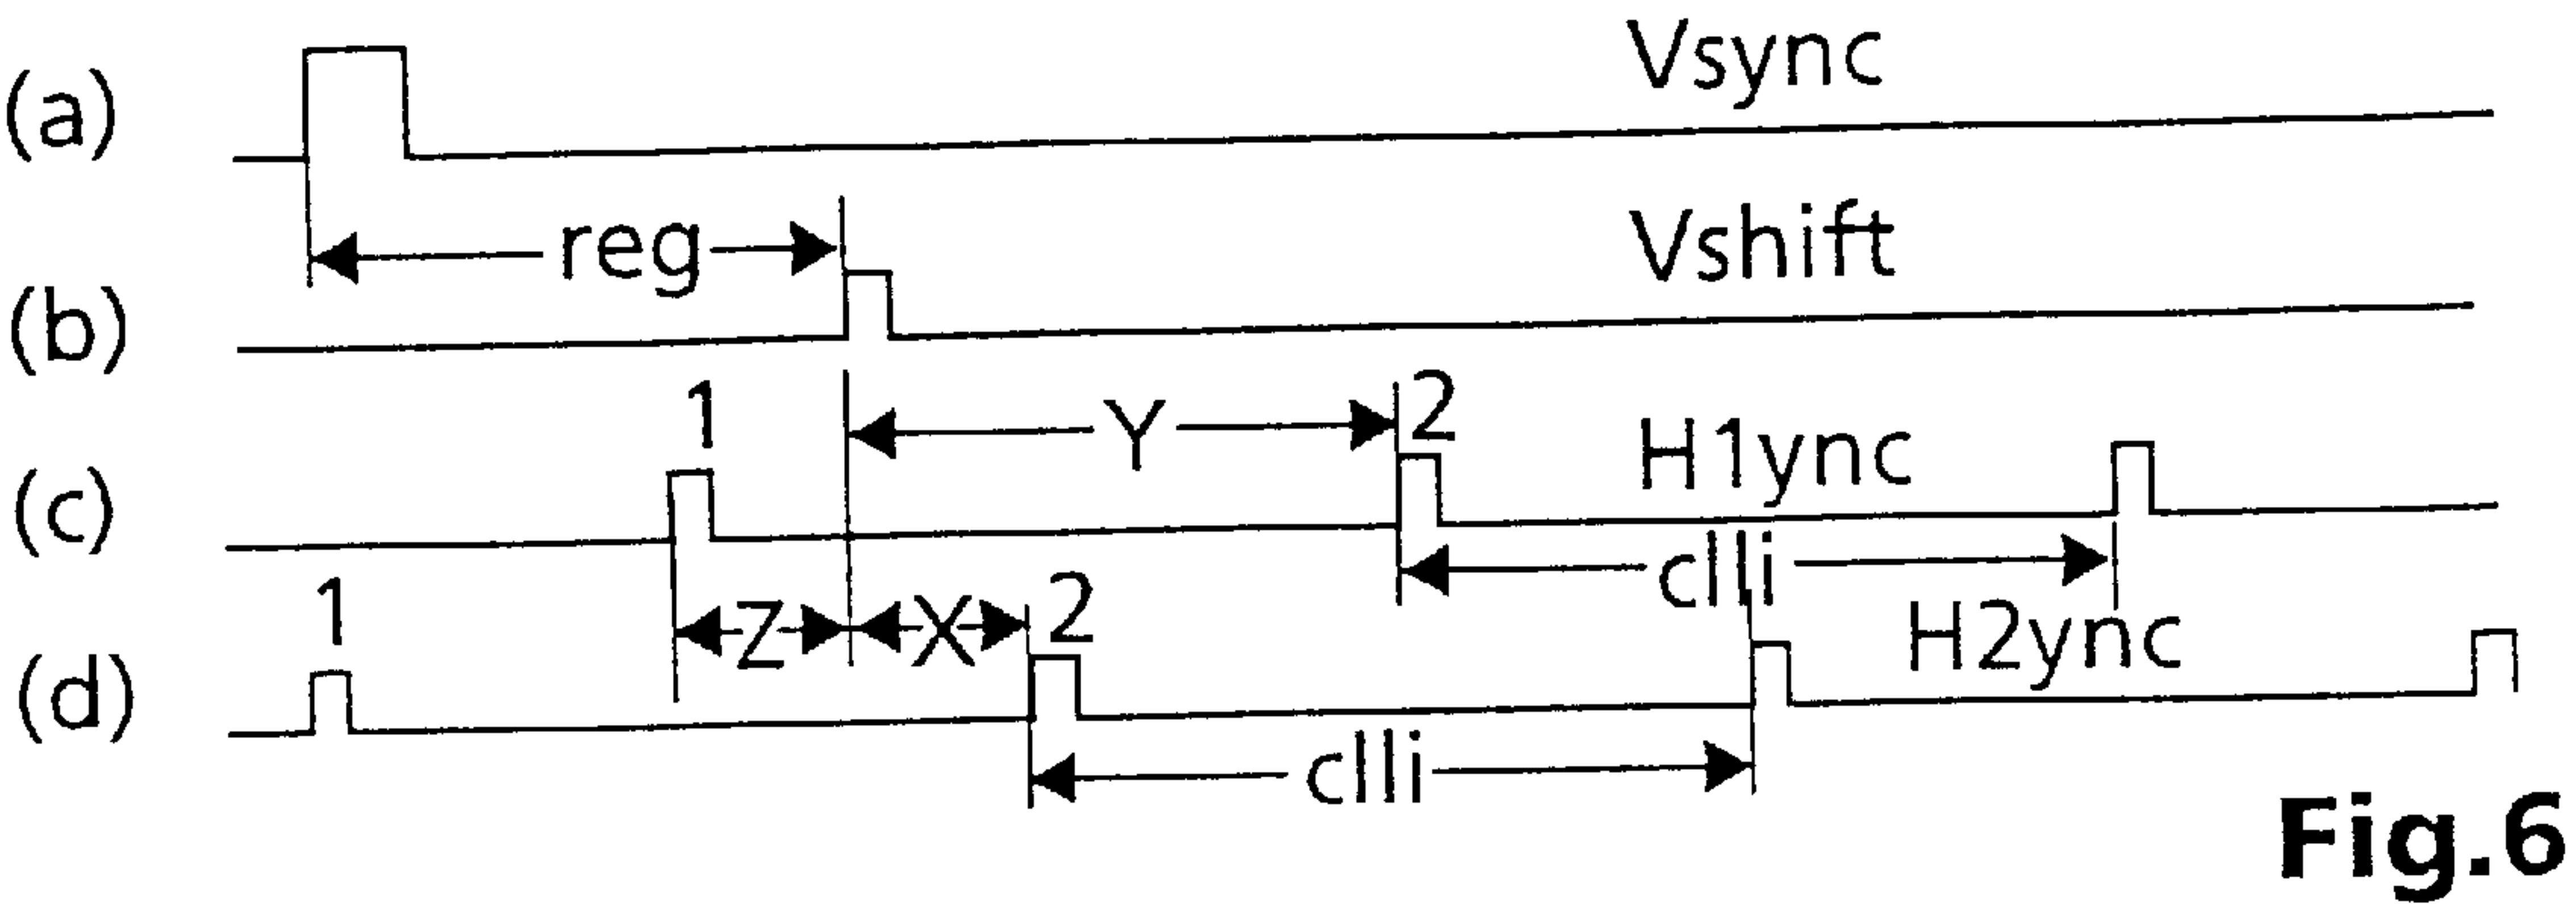 (a) Vsync
reg Vshift
(b)
1 Y 2 H1ync
(c)
clli
1 Z X 2 H2ync
(d)
clli
Fig.6